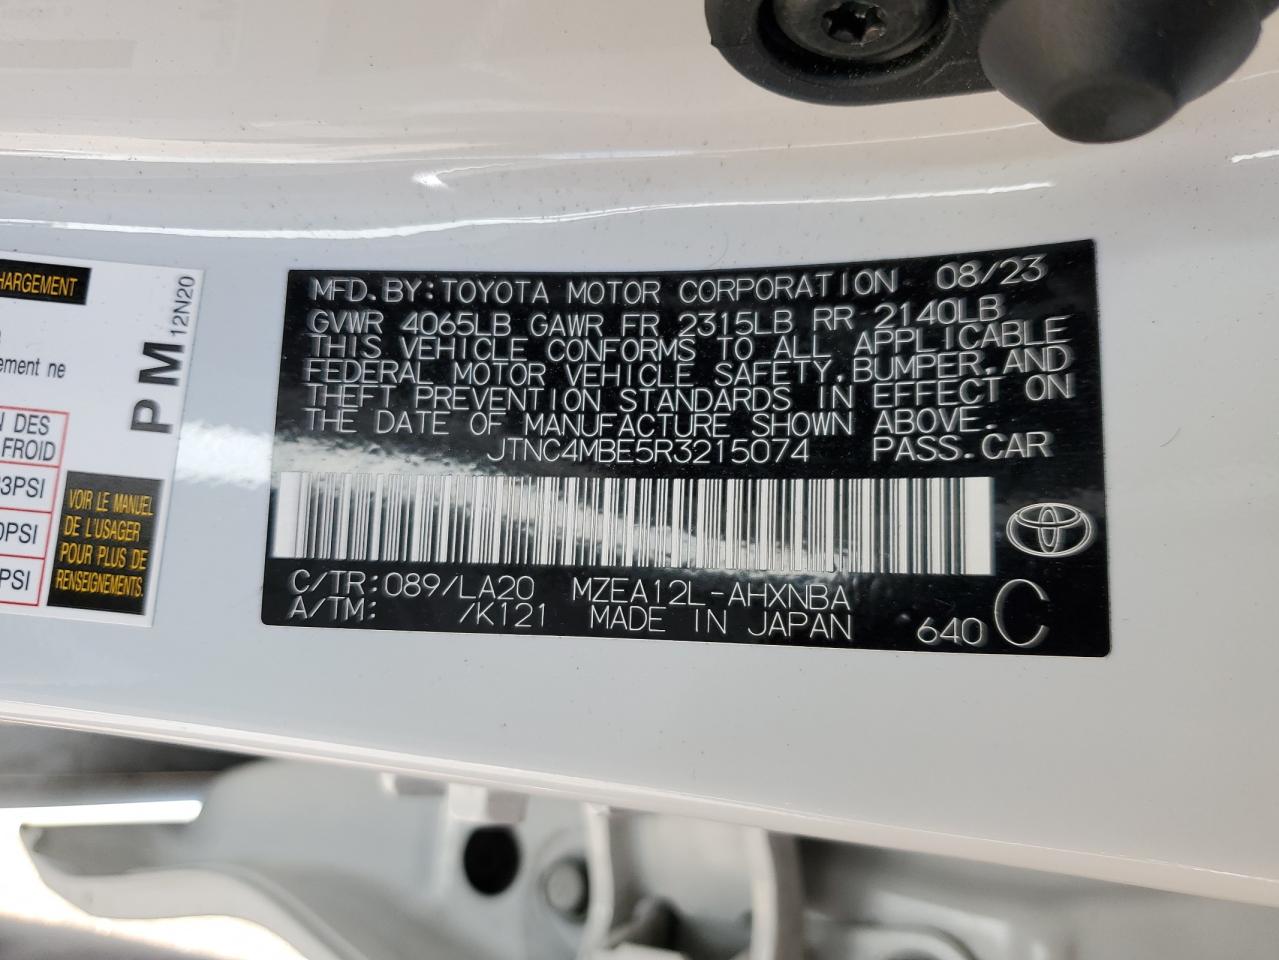 HARGEMENT
ement ne
N DES
FROID
3PSI
0PSI
PSI
PM
12N20
VOIR LE MANUEL
DE L'USAGER
POUR PLUS DE
RENSEIGNEMENTS.
MFD.BY:TOYOTA MOTOR CORPORATION 08/23
GVWR 4065LB GAWR FR 2315LB RR 2140LB
THIS VEHICLE CONFORMS TO ALL APPLICABLE
FEDERAL MOTOR VEHICLE SAFETY,BUMPER,AND
THEFT PREVENTION STANDARDS IN EFFECT ON
THE DATE OF MANUFACTURE SHOWN ABOVE.
JTNC4MBE5R3215074 PASS.CAR
C/TR:089/LA20 MZEA12L-AHXNBA
A/TM: /K121 MADE IN JAPAN 640 C